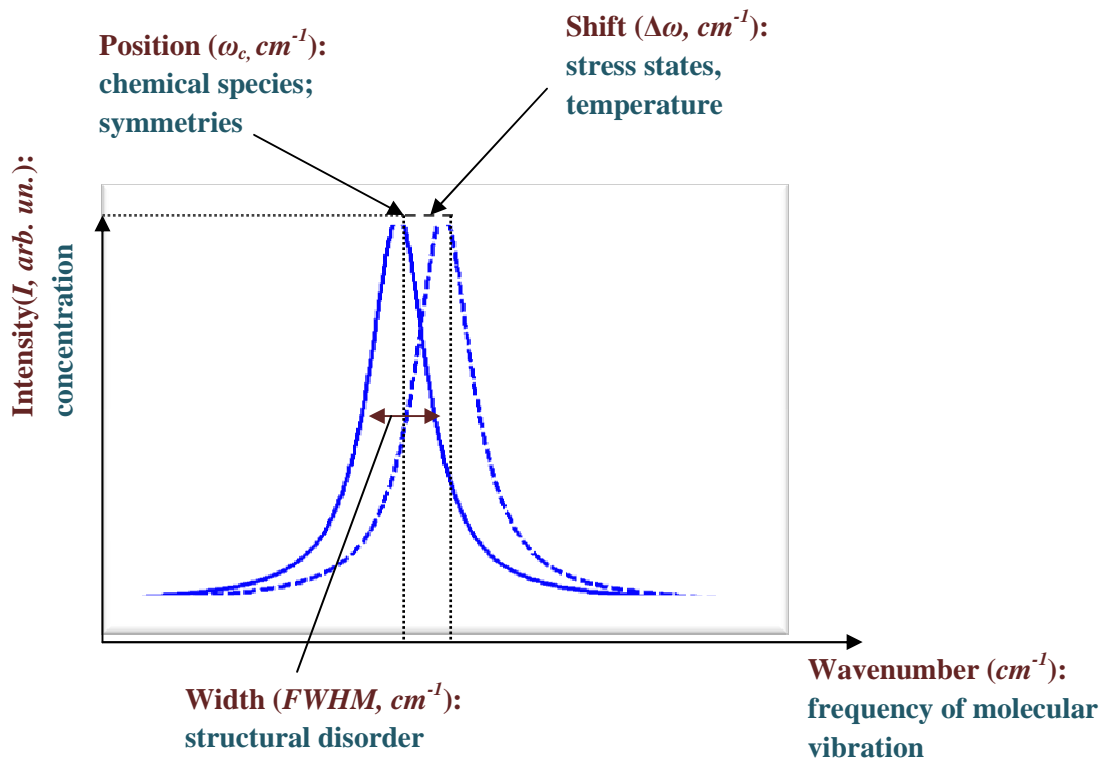 Position (ωc, cm-1):
chemical species;
symmetries
Shift (Δω, cm-1):
stress states,
temperature
Intensity(I, arb. un.):
concentration
Width (FWHM, cm-1):
structural disorder
Wavenumber (cm-1):
frequency of molecular
vibration